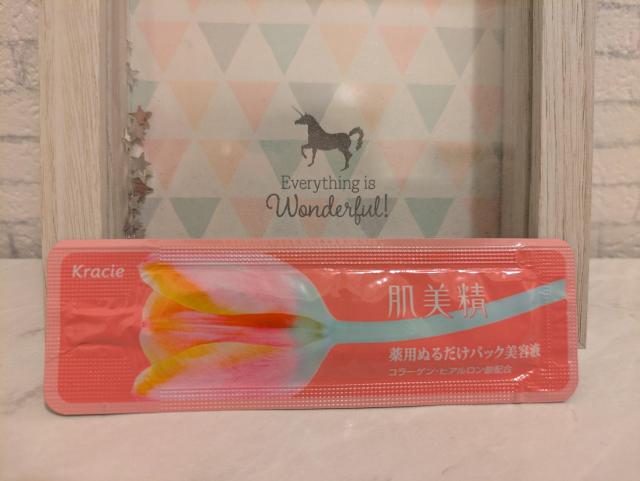 Everything is
Wonderful!
Kracie
肌美精
薬用ぬるだけパック美容液
コラーゲン・ヒアルロン酸配合